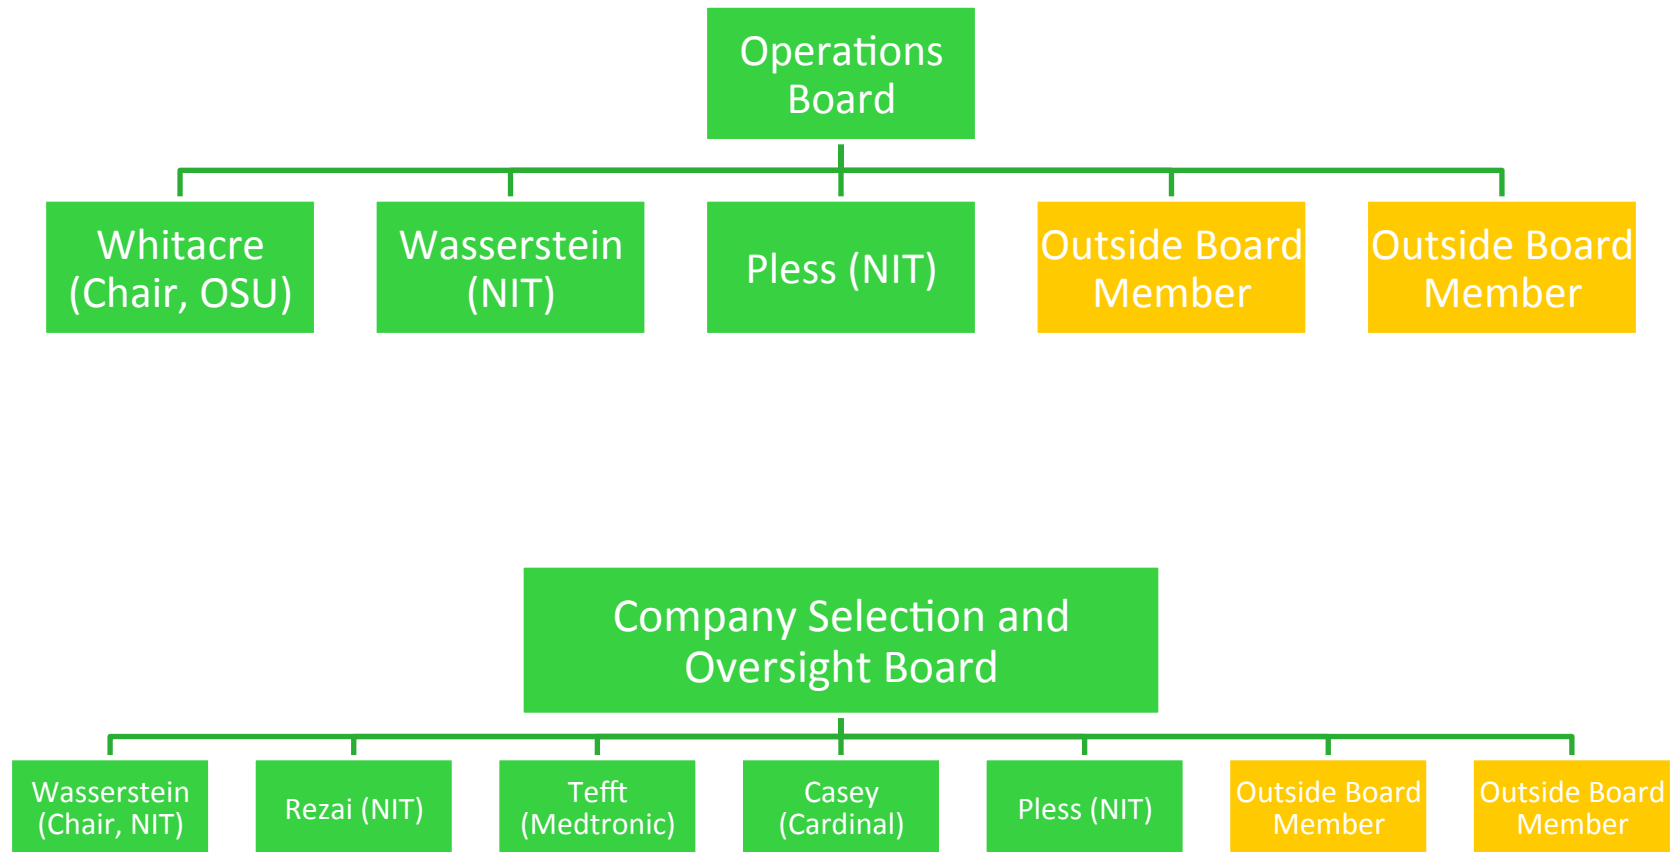 Operations
Board
Whitacre
(Chair, OSU)
Wasserstein
(NIT)
Pless (NIT)
Outside Board
Member
Outside Board
Member
Company Selection and
Oversight Board
Wasserstein
(Chair, NIT)
Rezai (NIT)
Tefft
(Medtronic)
Casey
(Cardinal)
Pless (NIT)
Outside Board
Member
Outside Board
Member